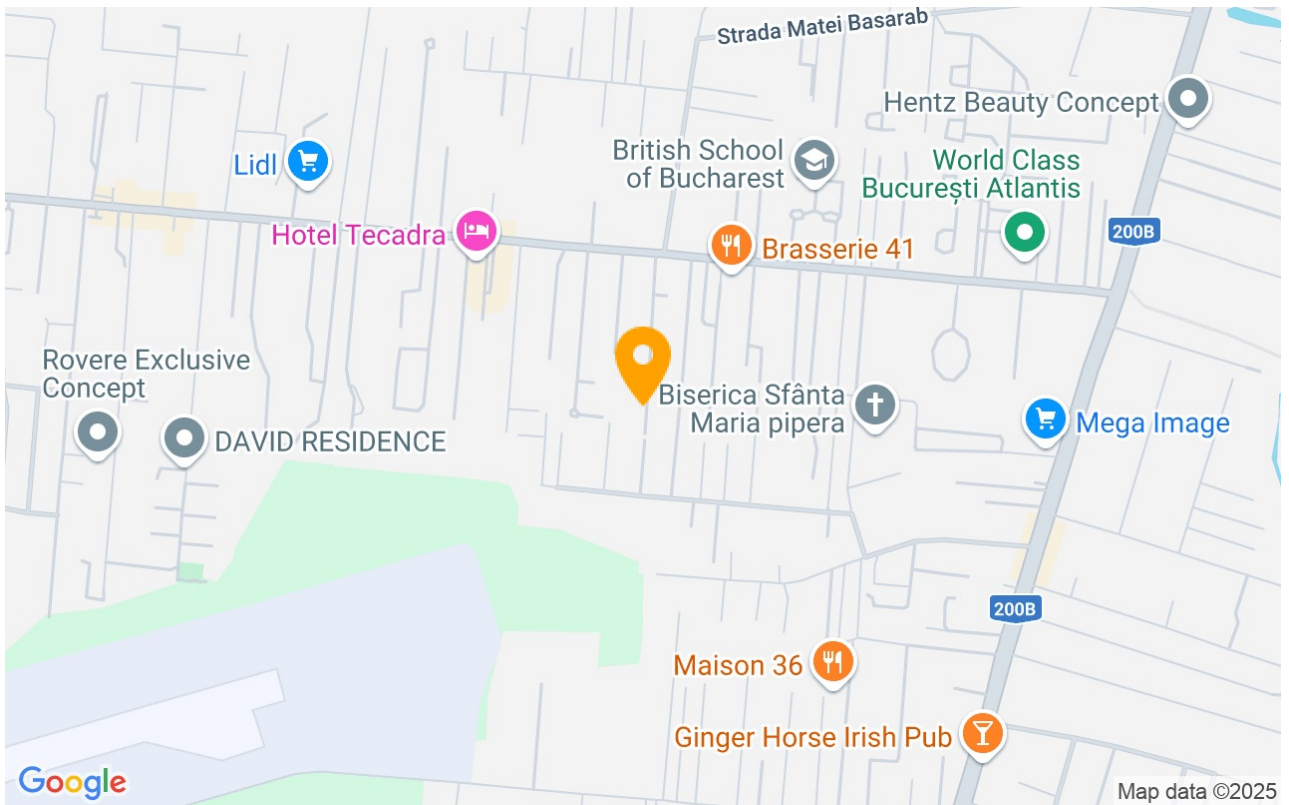 Strada Matei Basarab
Hentz Beauty Concept
British School
of Bucharest
World Class
București Atlantis
Lidl
Hotel Tecadra
Brasserie 41
200B
Rovere Exclusive
Concept
DAVID RESIDENCE
Biserica Sfânta
Maria pipera
Mega Image
200B
Maison 36
Ginger Horse Irish Pub
Google
Map data ©2025